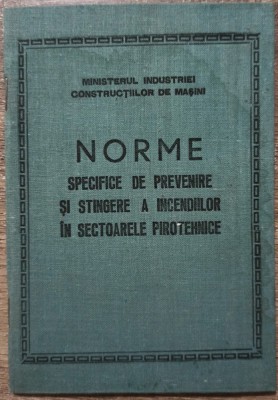 MINISTERUL INDUSTRIEI
CONSTRUCȚIILOR DE MAȘINI
NORME
SPECIFICE DE PREVENIRE
ȘI STINGERE A INCENDIILOR
ÎN SECTOARELE PIROTEHNICE